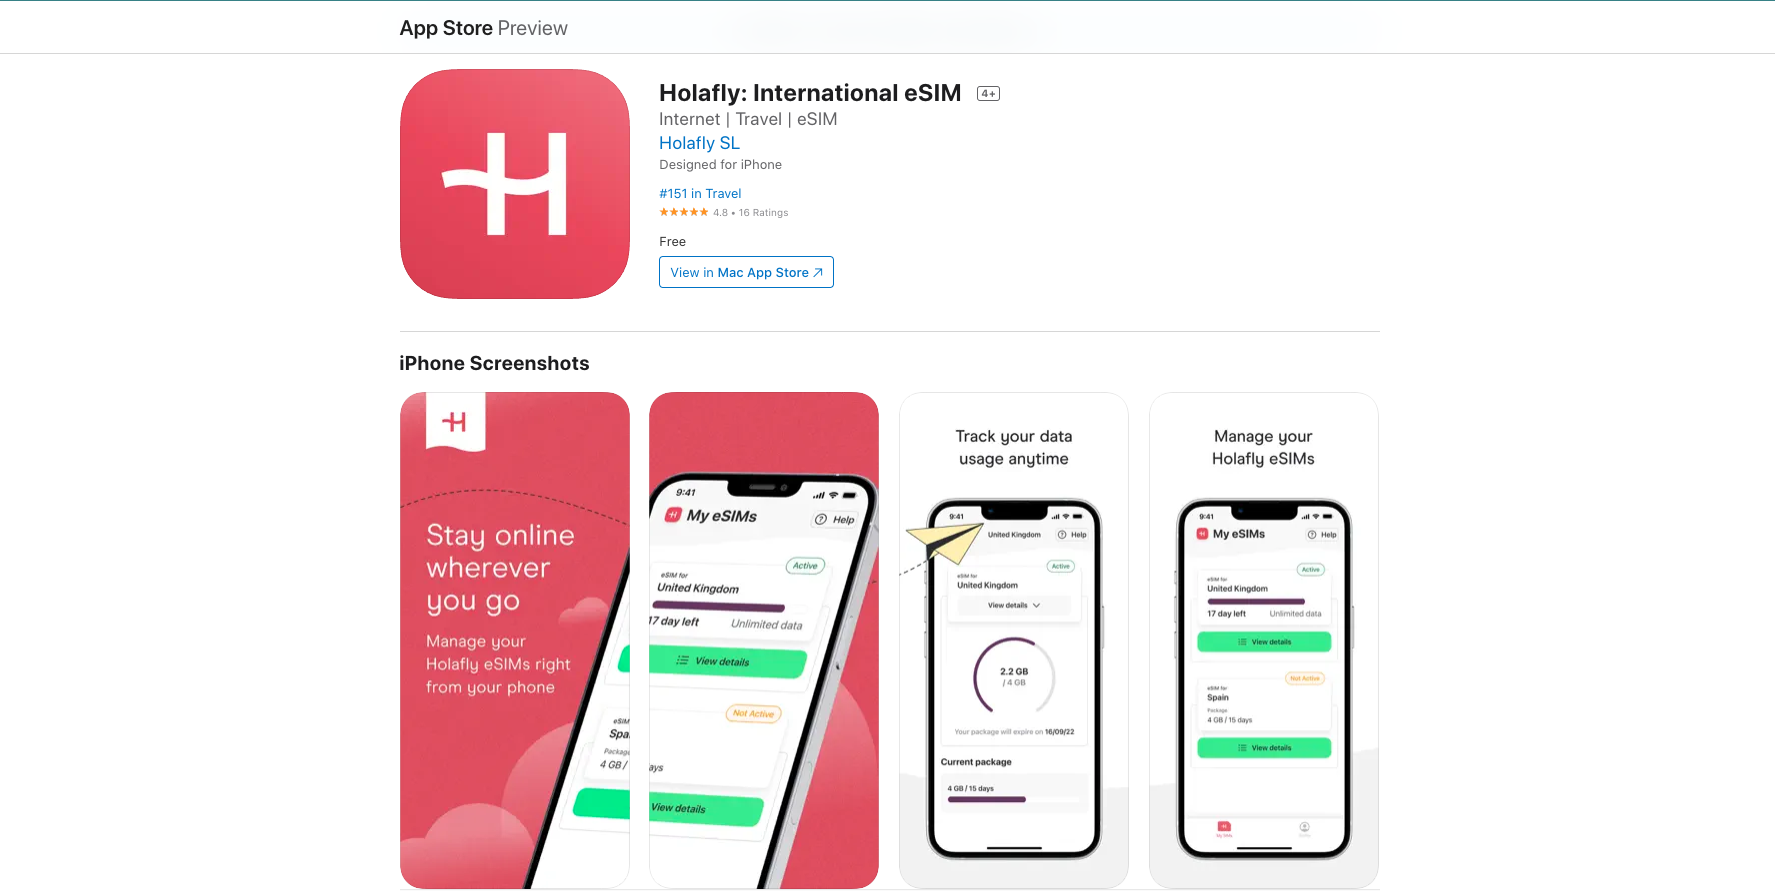 App Store Preview
Holafly: International eSIM 4+
Internet | Travel | eSIM
Holafly SL
Designed for iPhone
#151 in Travel
★★★★★ 4.8 • 16 Ratings
Free
View in Mac App Store ↗
iPhone Screenshots
Stay online
wherever
you go
Manage your
Holafly eSIMs right
from your phone
eSIM
Spa
Packag
4 GB /
9:41
My eSIMs
Help
Active
eSIM for
United Kingdom
17 day left
Unlimited data
View details
Not Active
ays
View details
Track your data
usage anytime
9:41
United Kingdom
Help
Active
eSIM for
United Kingdom
View details
2.2 GB
/ 4 GB
Your package will expire on 16/09/22
Current package
4 GB / 15 days
Manage your
Holafly eSIMs
9:41
My eSIMs
Help
Active
eSIM for
United Kingdom
17 day left
Unlimited data
View details
Not Active
eSIM for
Spain
Package
4 GB / 15 days
View details
My SIMs